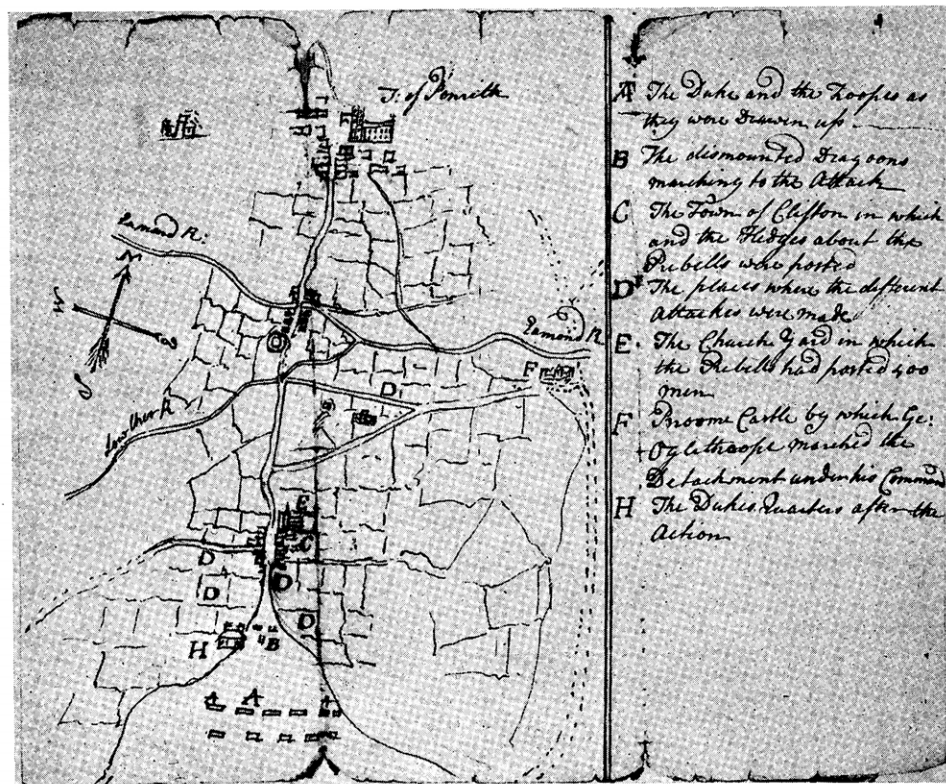 T: of Penrith
Eamond R:
N
W
E
S
Eamond R
F
D
Lowther R
E
C
D
D
D
D
H
B
A A A
A The Duke and the Troopes as
they were Drawn up
B The dismounted Dragoons
marching to the Attack
C The Town of Clifton in which
and the Hedges about the
Rebells were posted
D The places where the different
Attackes were made
E The Church Yard in which
the Rebells had posted 400
men
F Broome Castle by which Ge:
Oglethorpe marched the
Detachment under his Command
H The Dukes Quarters after the
Action